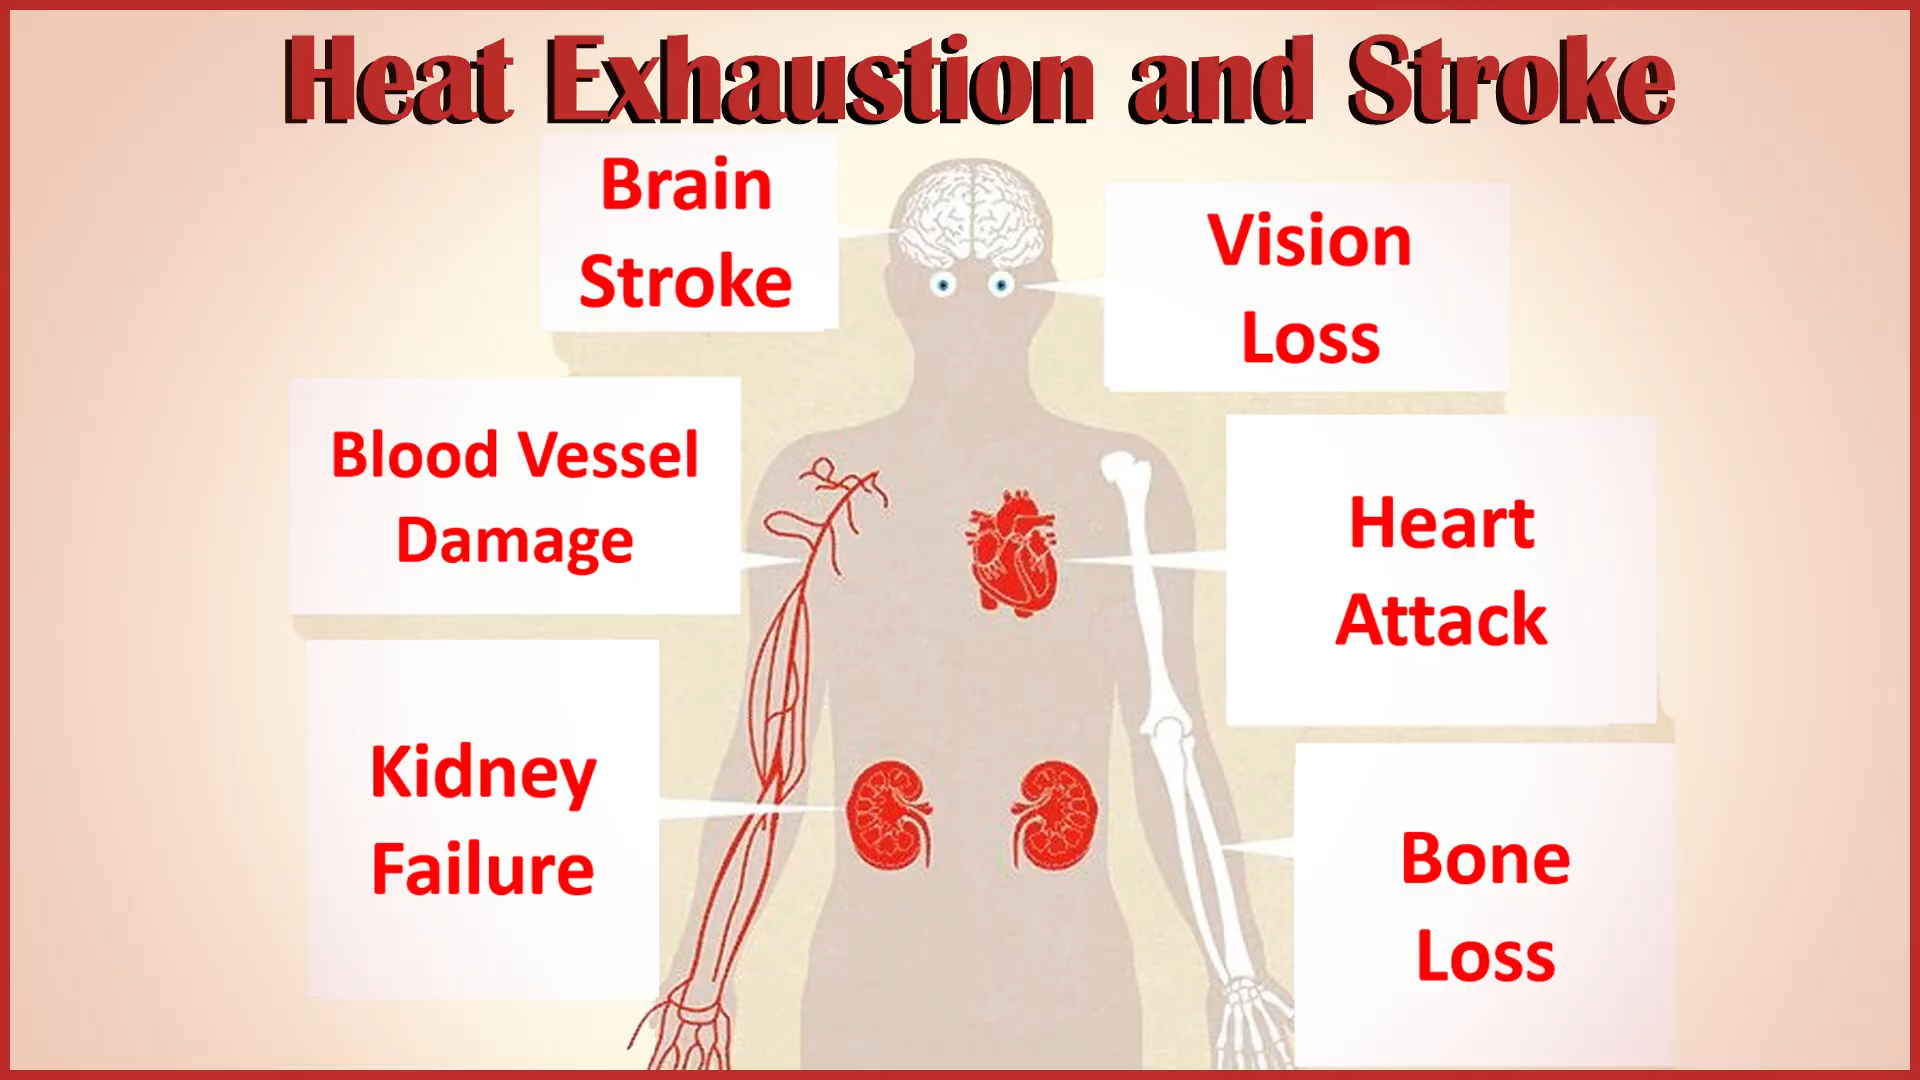 Heat Exhaustion and Stroke
Brain
Stroke
Vision
Loss
Blood Vessel
Damage
Heart
Attack
Kidney
Failure
Bone
Loss